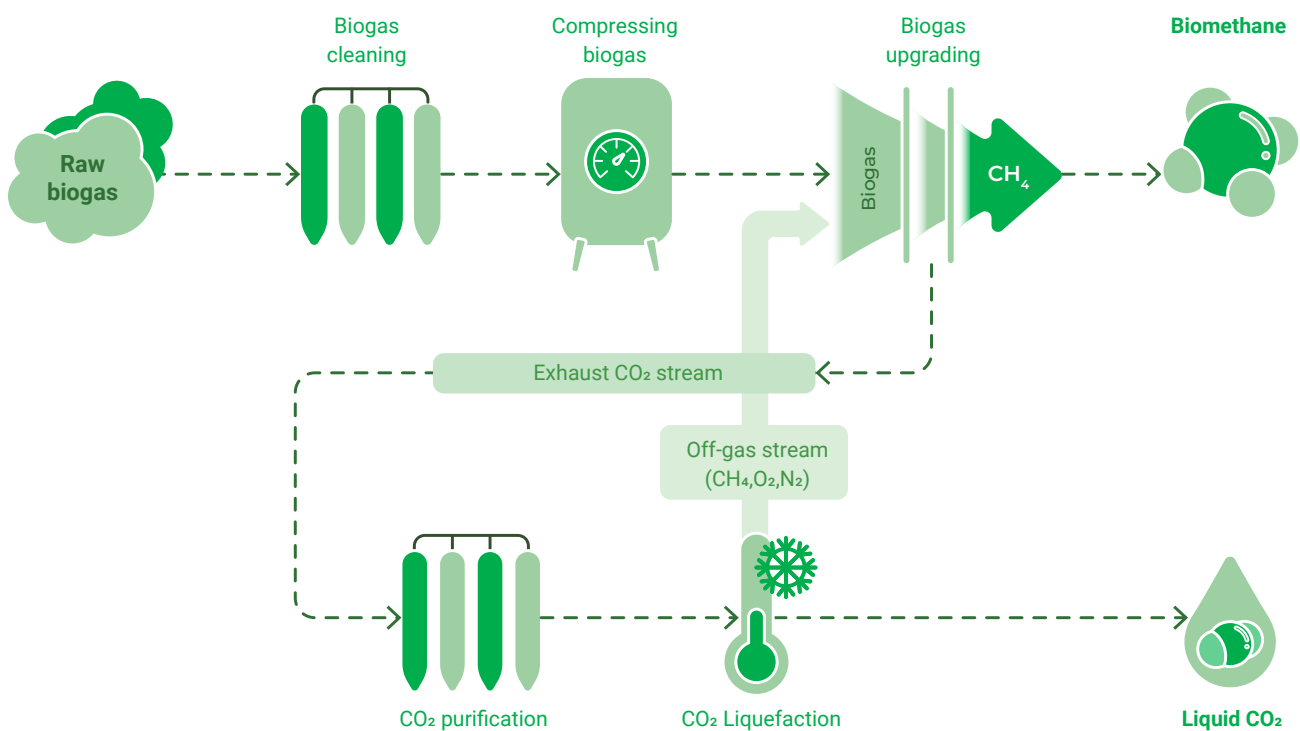 Biogas
cleaning
Compressing
biogas
Biogas
upgrading
Biomethane
Raw
biogas
Biogas
CH₄
Exhaust CO₂ stream
Off-gas stream
(CH₄,O₂,N₂)
CO₂ purification
CO₂ Liquefaction
Liquid CO₂